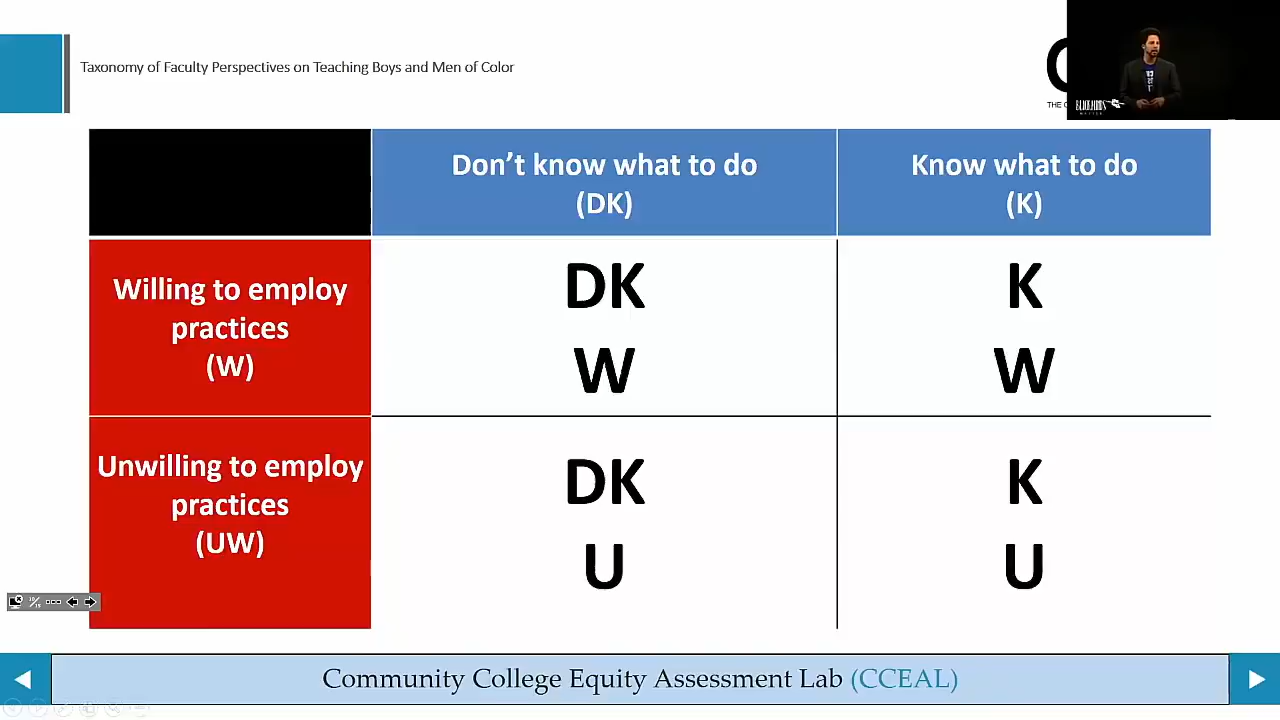 Taxonomy of Faculty Perspectives on Teaching Boys and Men of Color
THE C
Don’t know what to do
(DK)
Know what to do
(K)
Willing to employ
practices
(W)
DK
W
K
W
Unwilling to employ
practices
(UW)
DK
U
K
U
Community College Equity Assessment Lab (CCEAL)